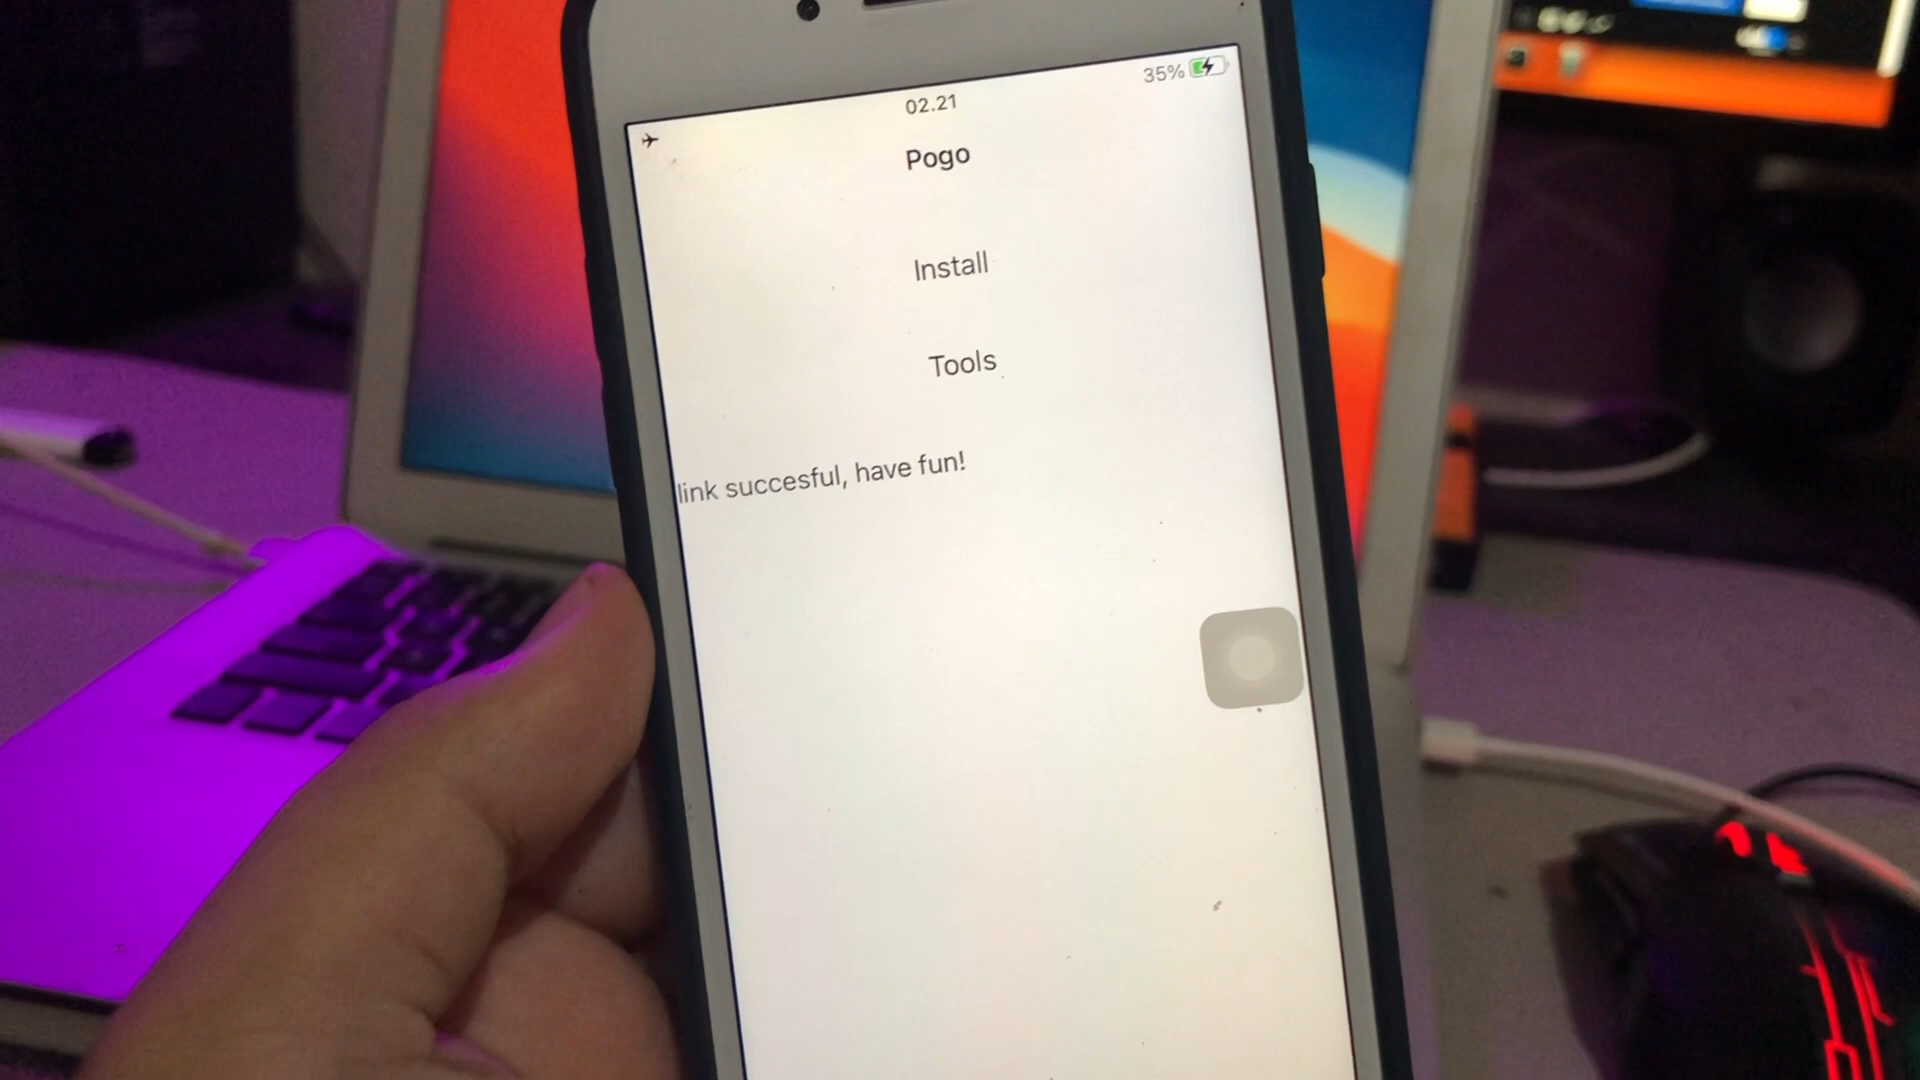 35%
02.21
Pogo
Install
Tools
link succesful, have fun!